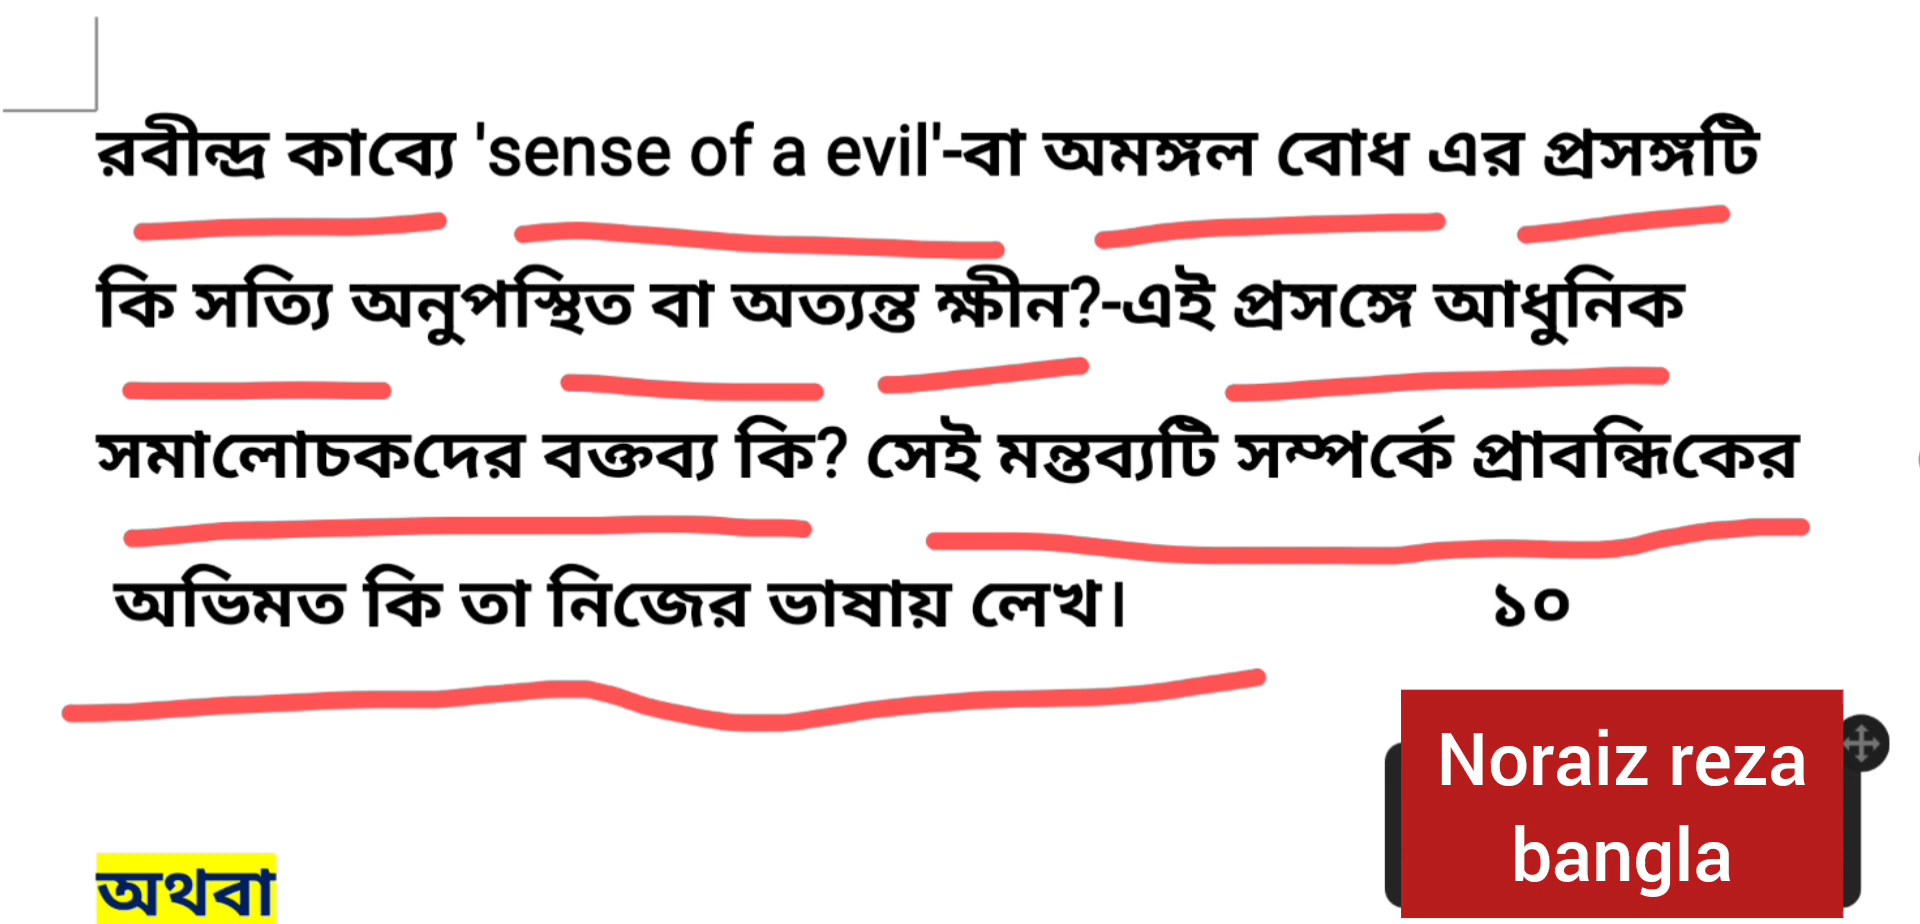 রবীন্দ্র কাব্যে 'sense of a evil'-বা অমঙ্গল বোধ এর প্রসঙ্গটি
কি সত্যি অনুপস্থিত বা অত্যন্ত ক্ষীন?-এই প্রসঙ্গে আধুনিক
সমালোচকদের বক্তব্য কি? সেই মন্তব্যটি সম্পর্কে প্রাবন্ধিকের
অভিমত কি তা নিজের ভাষায় লেখ। ১০
Noraiz reza
bangla
অথবা